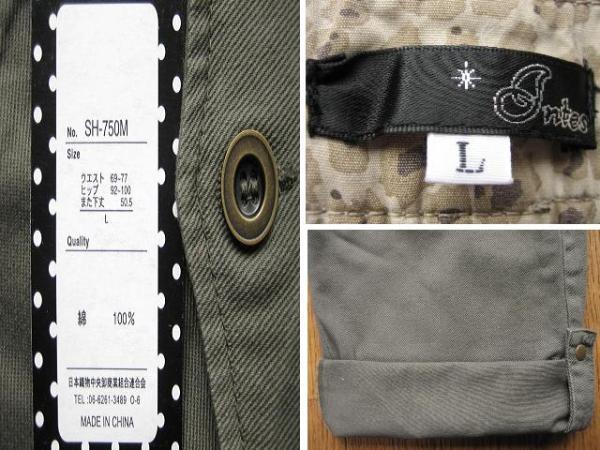 No. SH-750M
Size
ウエスト 69-77
ヒップ 92-100
また下丈 50.5
L
Quality
綿 100%
日本織物中央卸商業組合連合会
TEL:06-6261-3489 O-6
MADE IN CHINA
Intes
L